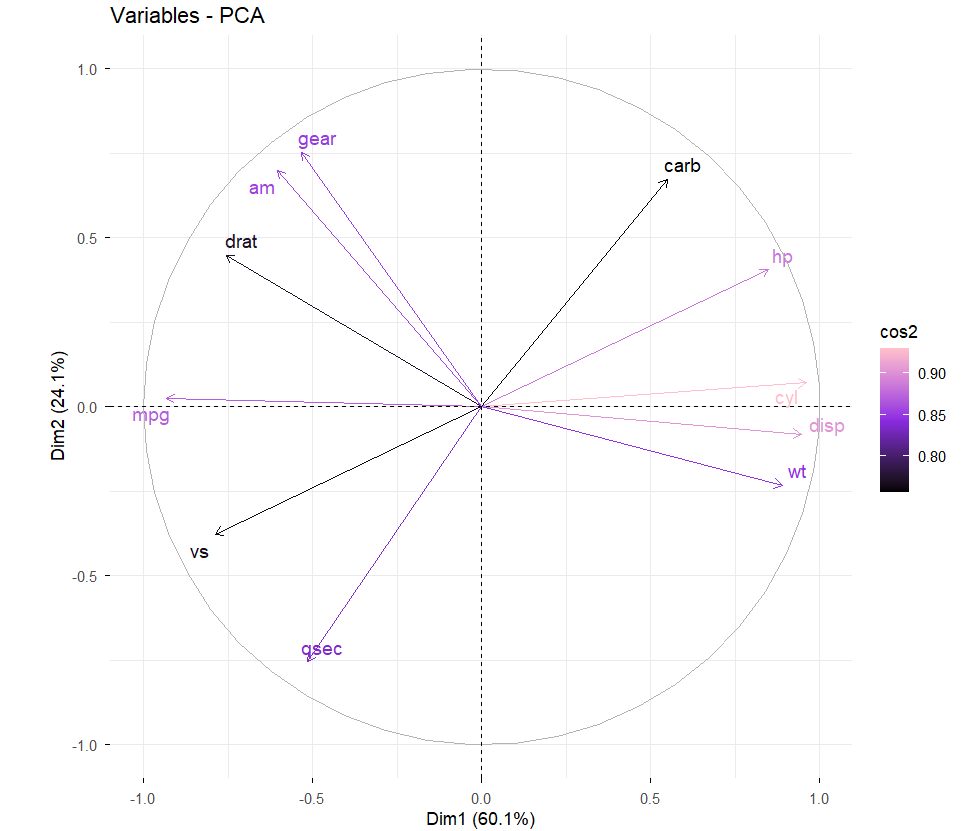 Variables - PCA
1.0
gear
carb
am
0.5
drat
hp
cos2
0.90
Dim2 (24.1%)
0.0
mpg
cyl
disp
0.85
wt
0.80
vs
-0.5
qsec
-1.0
-1.0
-0.5
0.0
0.5
1.0
Dim1 (60.1%)